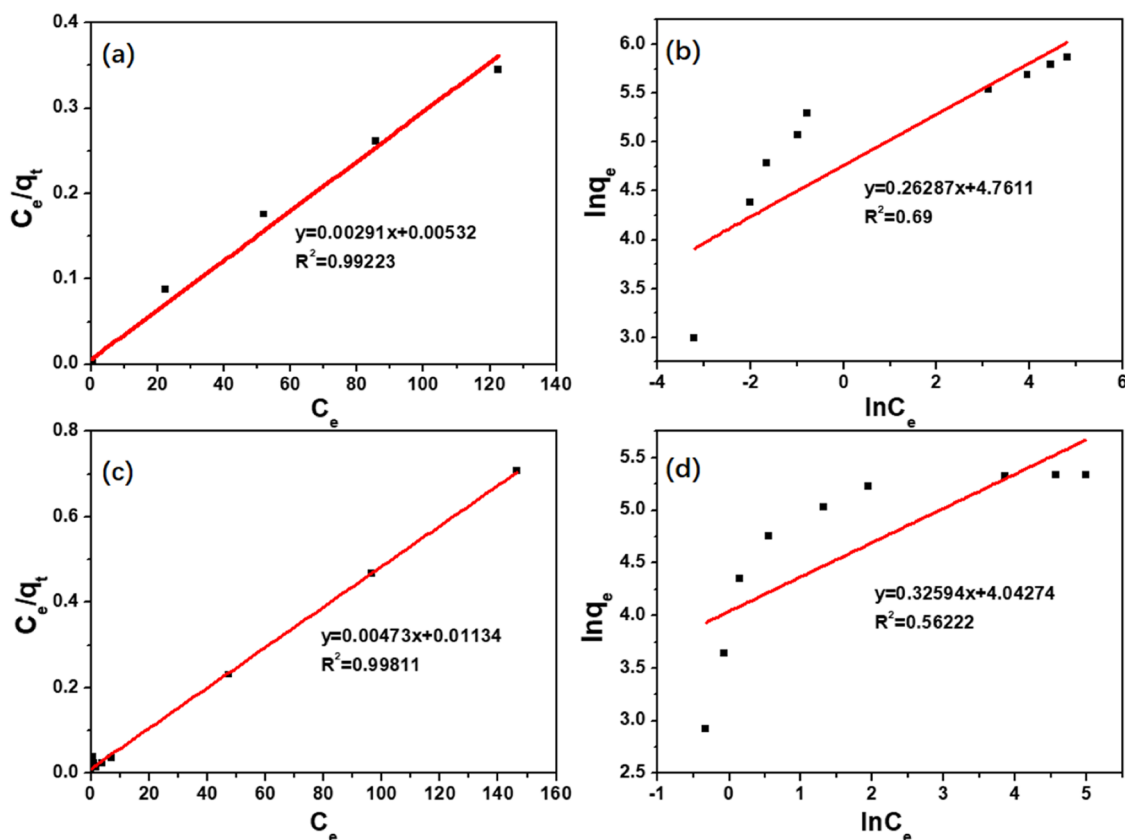 (a)
C_e/q_t
0.4
0.3
0.2
0.1
0.0
y=0.00291x+0.00532
R²=0.99223
0 20 40 60 80 100 120 140
C_e
(b)
lnq_e
6.0
5.5
5.0
4.5
4.0
3.5
3.0
y=0.26287x+4.7611
R²=0.69
-4 -2 0 2 4 6
lnC_e
(c)
C_e/q_t
0.8
0.6
0.4
0.2
0.0
y=0.00473x+0.01134
R²=0.99811
0 20 40 60 80 100 120 140 160
C_e
(d)
lnq_e
5.5
5.0
4.5
4.0
3.5
3.0
2.5
y=0.32594x+4.04274
R²=0.56222
-1 0 1 2 3 4 5
lnC_e